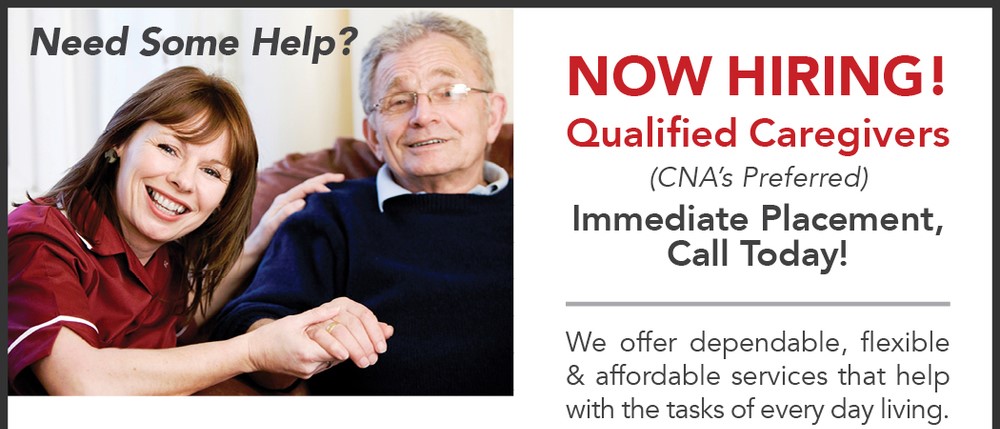 Need Some Help?
NOW HIRING!
Qualified Caregivers
(CNA's Preferred)
Immediate Placement,
Call Today!
We offer dependable, flexible
& affordable services that help
with the tasks of every day living.